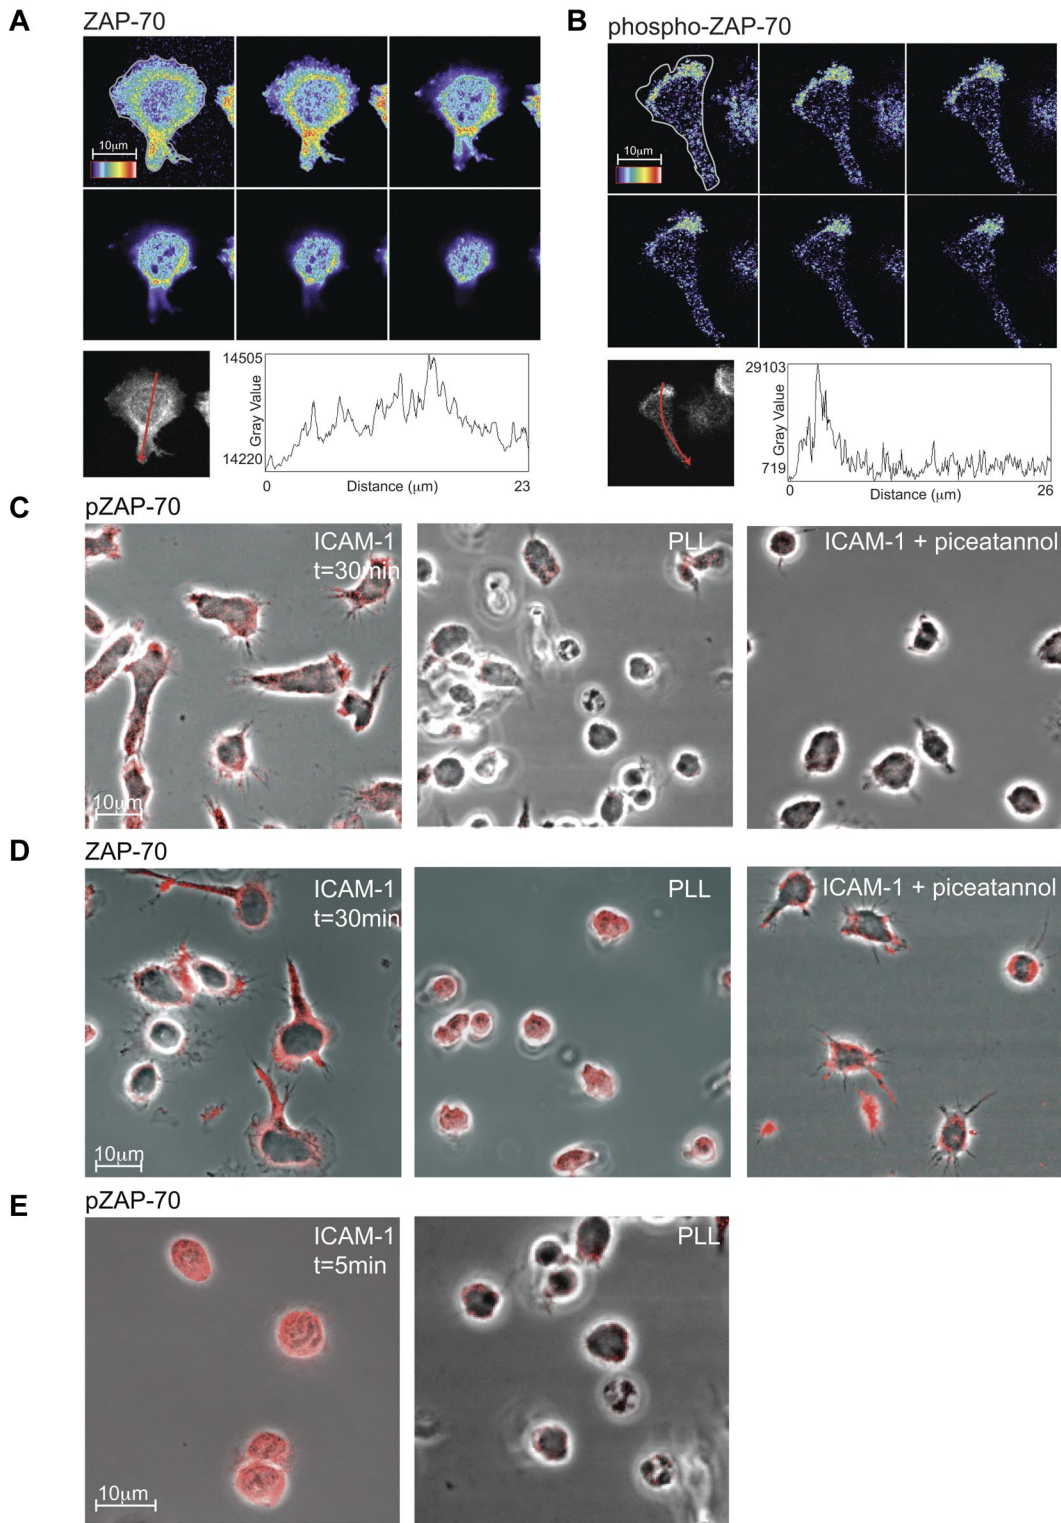 A
ZAP-70
10μm
14505
Gray Value
14220
0
Distance (μm)
23
B
phospho-ZAP-70
10μm
29103
Gray Value
719
0
Distance (μm)
26
C
pZAP-70
ICAM-1
t=30min
10μm
PLL
ICAM-1 + piceatannol
D
ZAP-70
ICAM-1
t=30min
10μm
PLL
ICAM-1 + piceatannol
E
pZAP-70
ICAM-1
t=5min
10μm
PLL